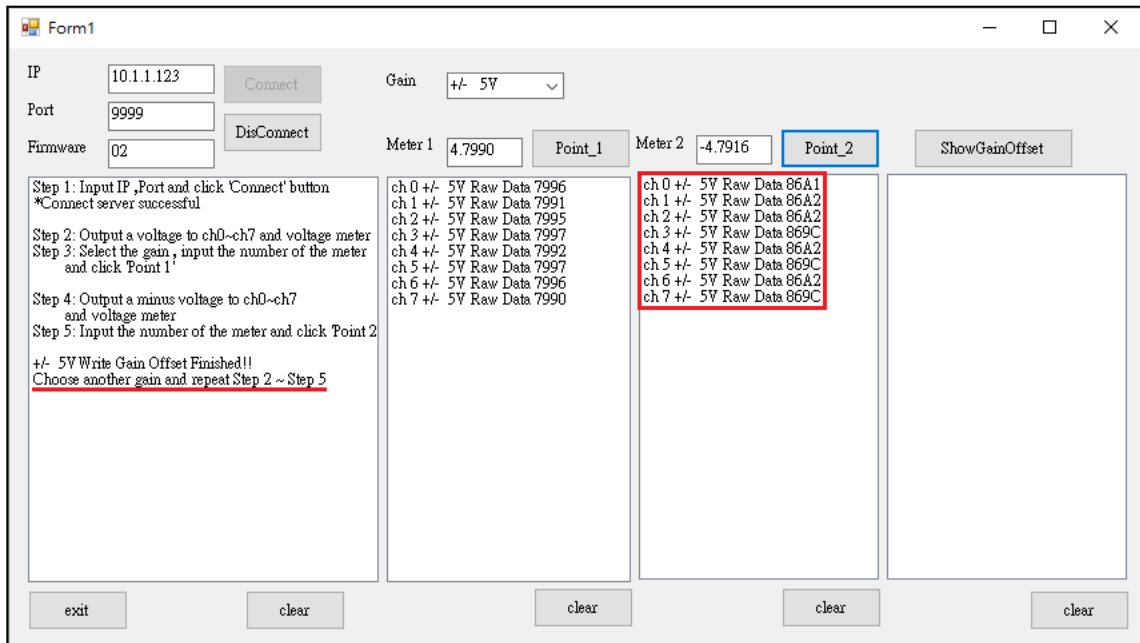 Form1
IP
10.1.1.123
Connect
Gain
+/-  5V
Port
9999
DisConnect
Firmware
02
Meter 1
4.7990
Point_1
Meter 2
-4.7916
Point_2
ShowGainOffset
Step 1: Input IP ,Port and click 'Connect' button
*Connect server successful
Step 2: Output a voltage to ch0~ch7 and voltage meter
Step 3: Select the gain , input the number of the meter
and click 'Point 1'
Step 4: Output a minus voltage to ch0~ch7
and voltage meter
Step 5: Input the number of the meter and click 'Point 2
+/-  5V Write Gain Offset Finished!!
Choose another gain and repeat Step 2 ~ Step 5
ch 0 +/-  5V Raw Data 7996
ch 1 +/-  5V Raw Data 7991
ch 2 +/-  5V Raw Data 7995
ch 3 +/-  5V Raw Data 7997
ch 4 +/-  5V Raw Data 7992
ch 5 +/-  5V Raw Data 7997
ch 6 +/-  5V Raw Data 7996
ch 7 +/-  5V Raw Data 7990
ch 0 +/-  5V Raw Data 86A1
ch 1 +/-  5V Raw Data 86A2
ch 2 +/-  5V Raw Data 86A2
ch 3 +/-  5V Raw Data 869C
ch 4 +/-  5V Raw Data 86A2
ch 5 +/-  5V Raw Data 869C
ch 6 +/-  5V Raw Data 86A2
ch 7 +/-  5V Raw Data 869C
exit
clear
clear
clear
clear